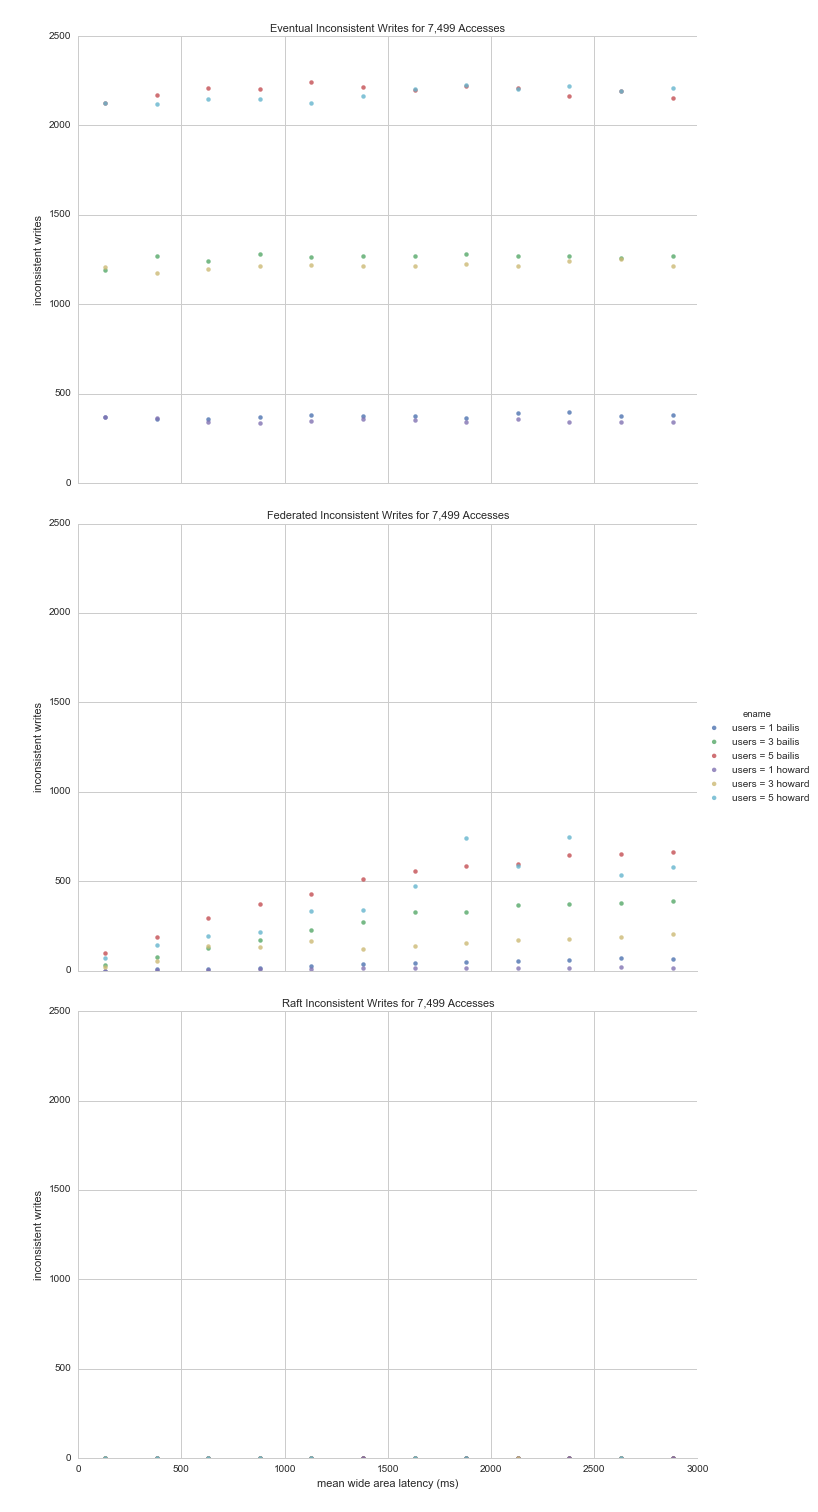 Eventual Inconsistent Writes for 7,499 Accesses
2500
2000
1500
1000
500
0
inconsistent writes
Federated Inconsistent Writes for 7,499 Accesses
2500
2000
1500
1000
500
0
inconsistent writes
ename
users = 1 bailis
users = 3 bailis
users = 5 bailis
users = 1 howard
users = 3 howard
users = 5 howard
Raft Inconsistent Writes for 7,499 Accesses
2500
2000
1500
1000
500
0
inconsistent writes
0 500 1000 1500 2000 2500 3000
mean wide area latency (ms)